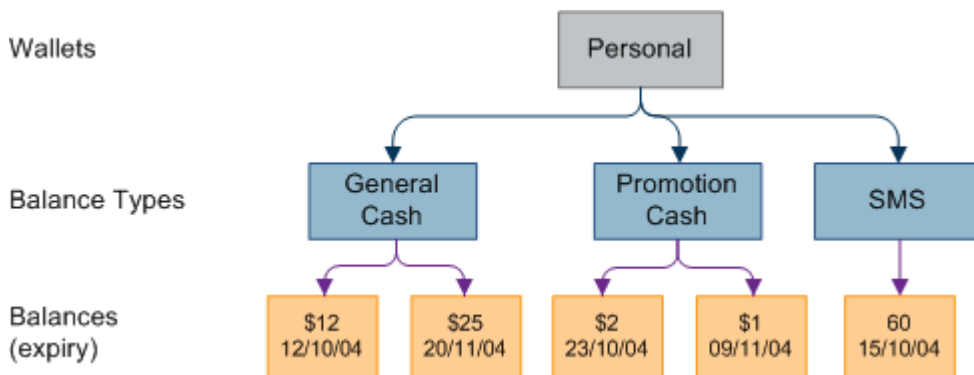 Wallets
Personal
Balance Types
General
Cash
Promotion
Cash
SMS
Balances
(expiry)
$12
12/10/04
$25
20/11/04
$2
23/10/04
$1
09/11/04
60
15/10/04